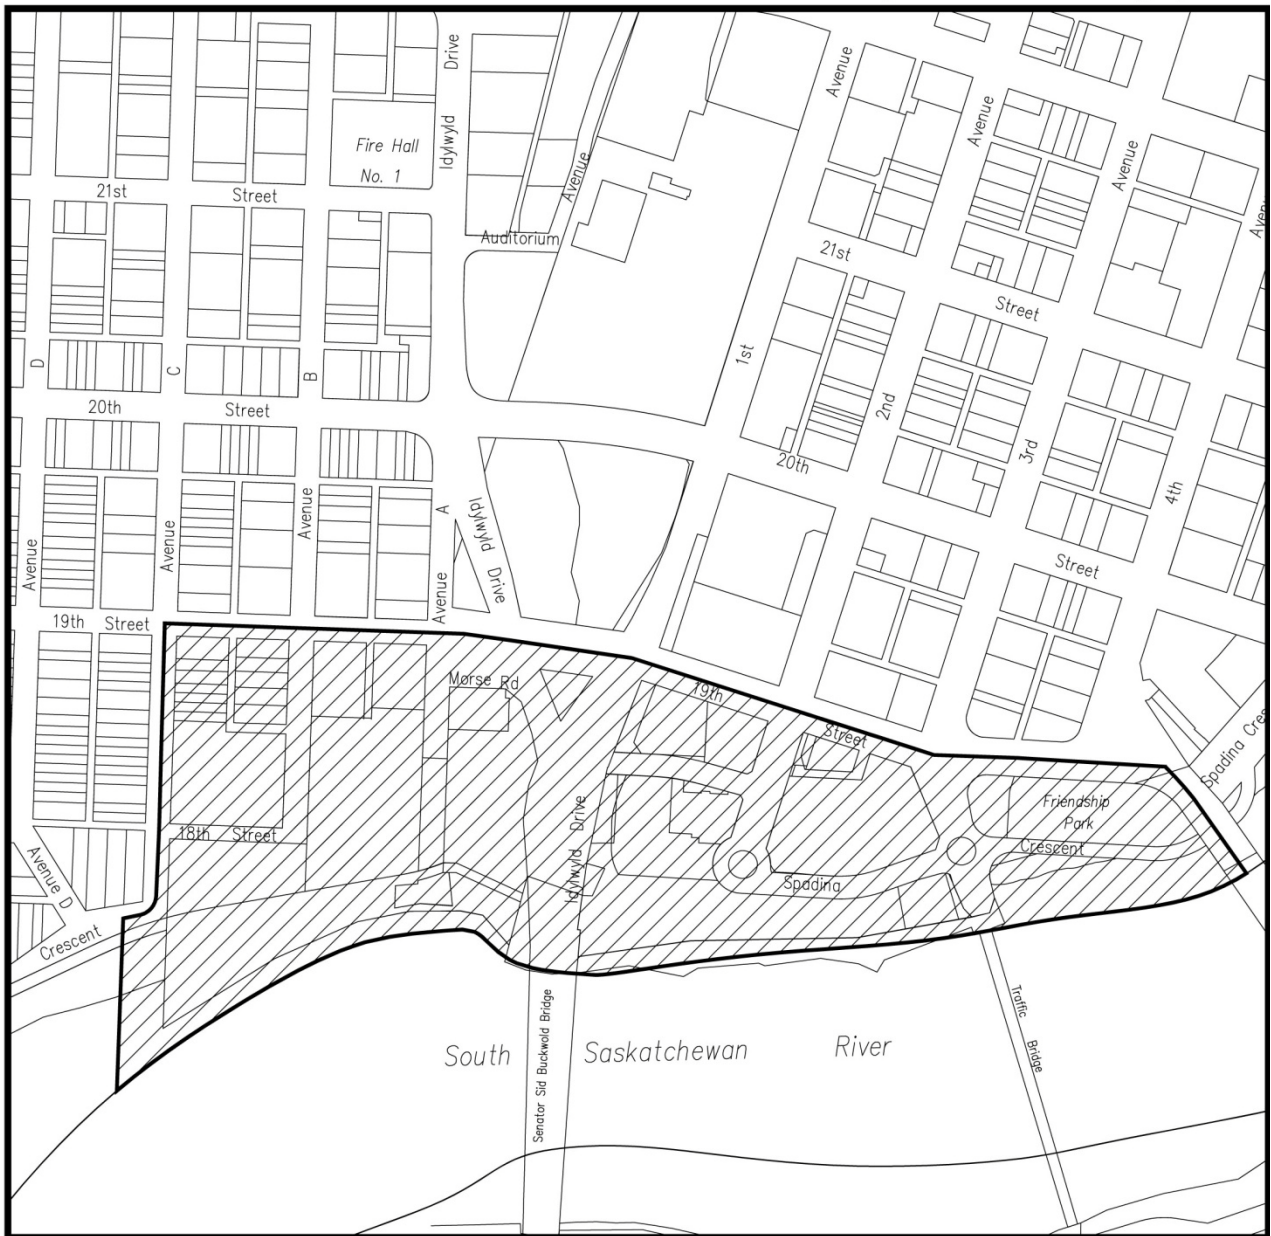 Drive
Idylwyld
Fire Hall
No. 1
Avenue
Avenue
Avenue
Avenue
21st
Street
Auditorium
21st
Street
D
C
B
1st
2nd
3rd
4th
20th
Street
20th
Street
Avenue
Avenue
Avenue
Avenue
A
Idylwyld
Drive
19th
Street
Morse Rd
19th
Street
Spadina Cres
18th
Street
Idylwyld
Drive
Friendship
Park
Crescent
Spadina
Avenue D
Crescent
Traffic
Bridge
Senator Sid Buckwold Bridge
South
Saskatchewan
River